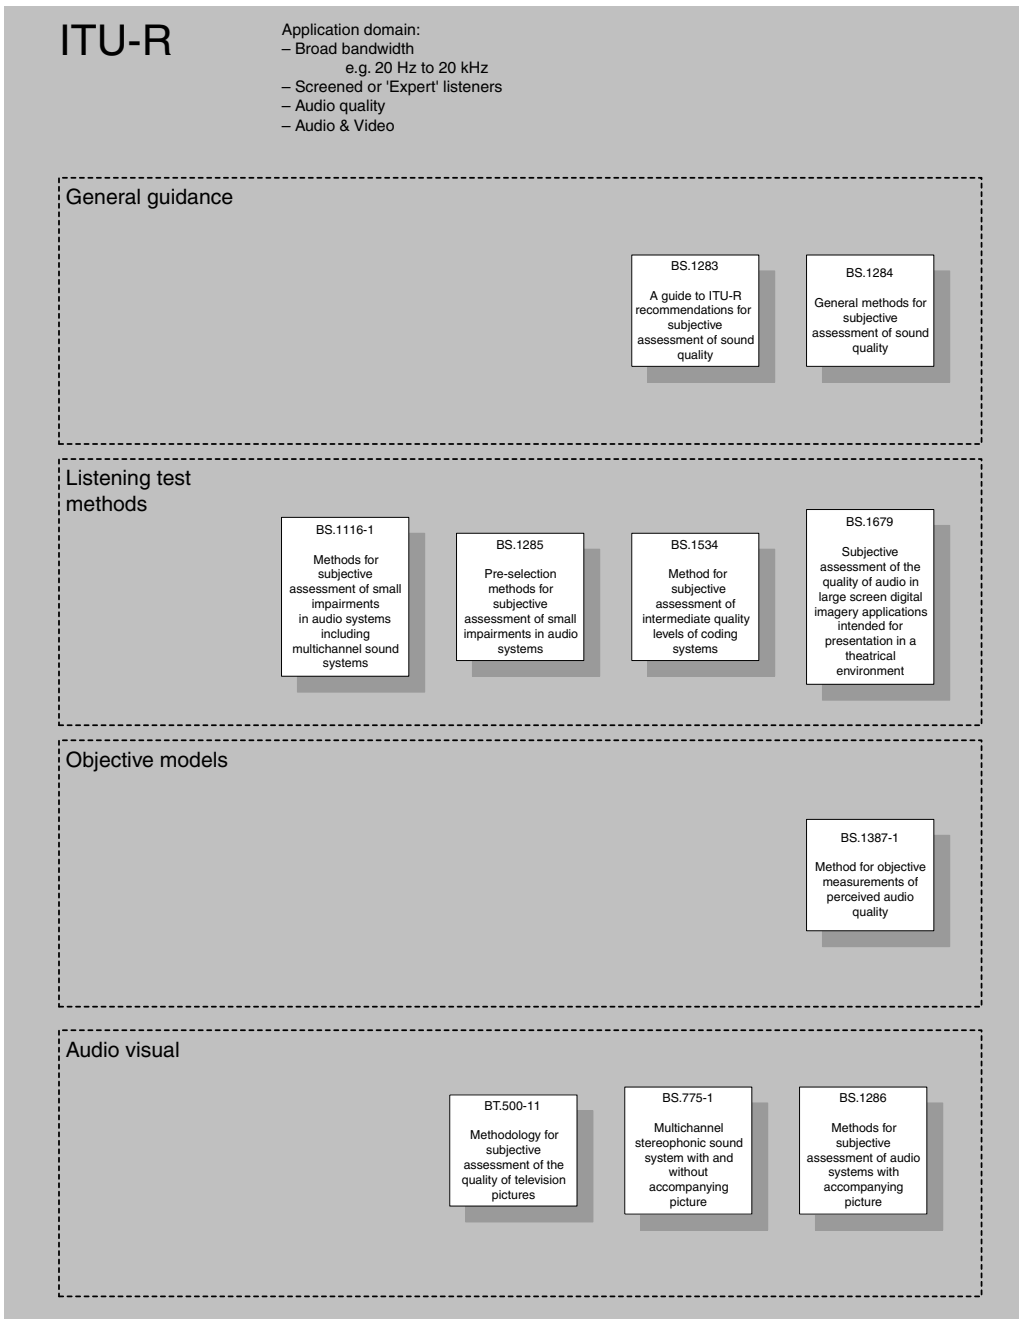 ITU-R
Application domain:
– Broad bandwidth
e.g. 20 Hz to 20 kHz
– Screened or 'Expert' listeners
– Audio quality
– Audio & Video
General guidance
BS.1283
A guide to ITU-R
recommendations for
subjective
assessment of sound
quality
BS.1284
General methods for
subjective
assessment of sound
quality
Listening test
methods
BS.1116-1
Methods for
subjective
assessment of small
impairments
in audio systems
including
multichannel sound
systems
BS.1285
Pre-selection
methods for
subjective
assessment of small
impairments in audio
systems
BS.1534
Method for
subjective
assessment of
intermediate quality
levels of coding
systems
BS.1679
Subjective
assessment of the
quality of audio in
large screen digital
imagery applications
intended for
presentation in a
theatrical
environment
Objective models
BS.1387-1
Method for objective
measurements of
perceived audio
quality
Audio visual
BT.500-11
Methodology for
subjective
assessment of the
quality of television
pictures
BS.775-1
Multichannel
stereophonic sound
system with and
without
accompanying
picture
BS.1286
Methods for
subjective
assessment of audio
systems with
accompanying
picture